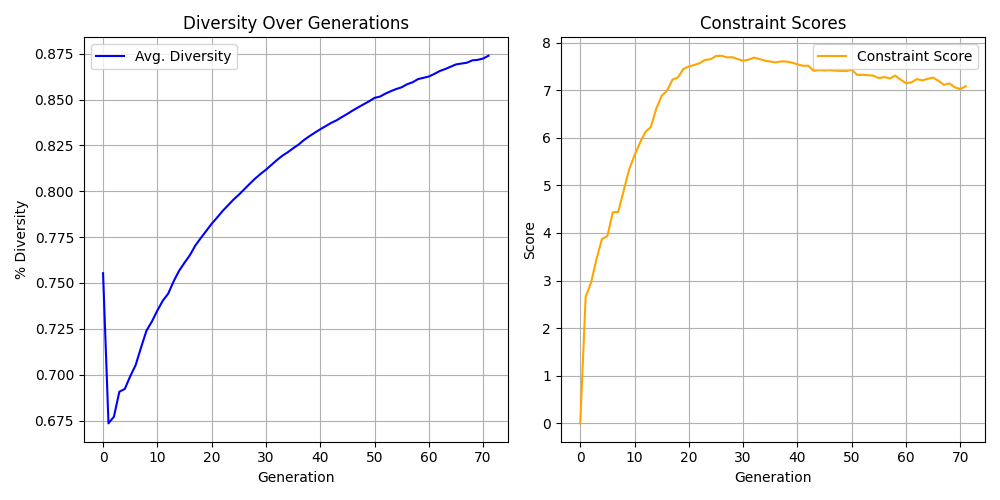 Diversity Over Generations
Avg. Diversity
% Diversity
0.875
0.850
0.825
0.800
0.775
0.750
0.725
0.700
0.675
0 10 20 30 40 50 60 70
Generation
Constraint Scores
Constraint Score
Score
8
7
6
5
4
3
2
1
0
0 10 20 30 40 50 60 70
Generation